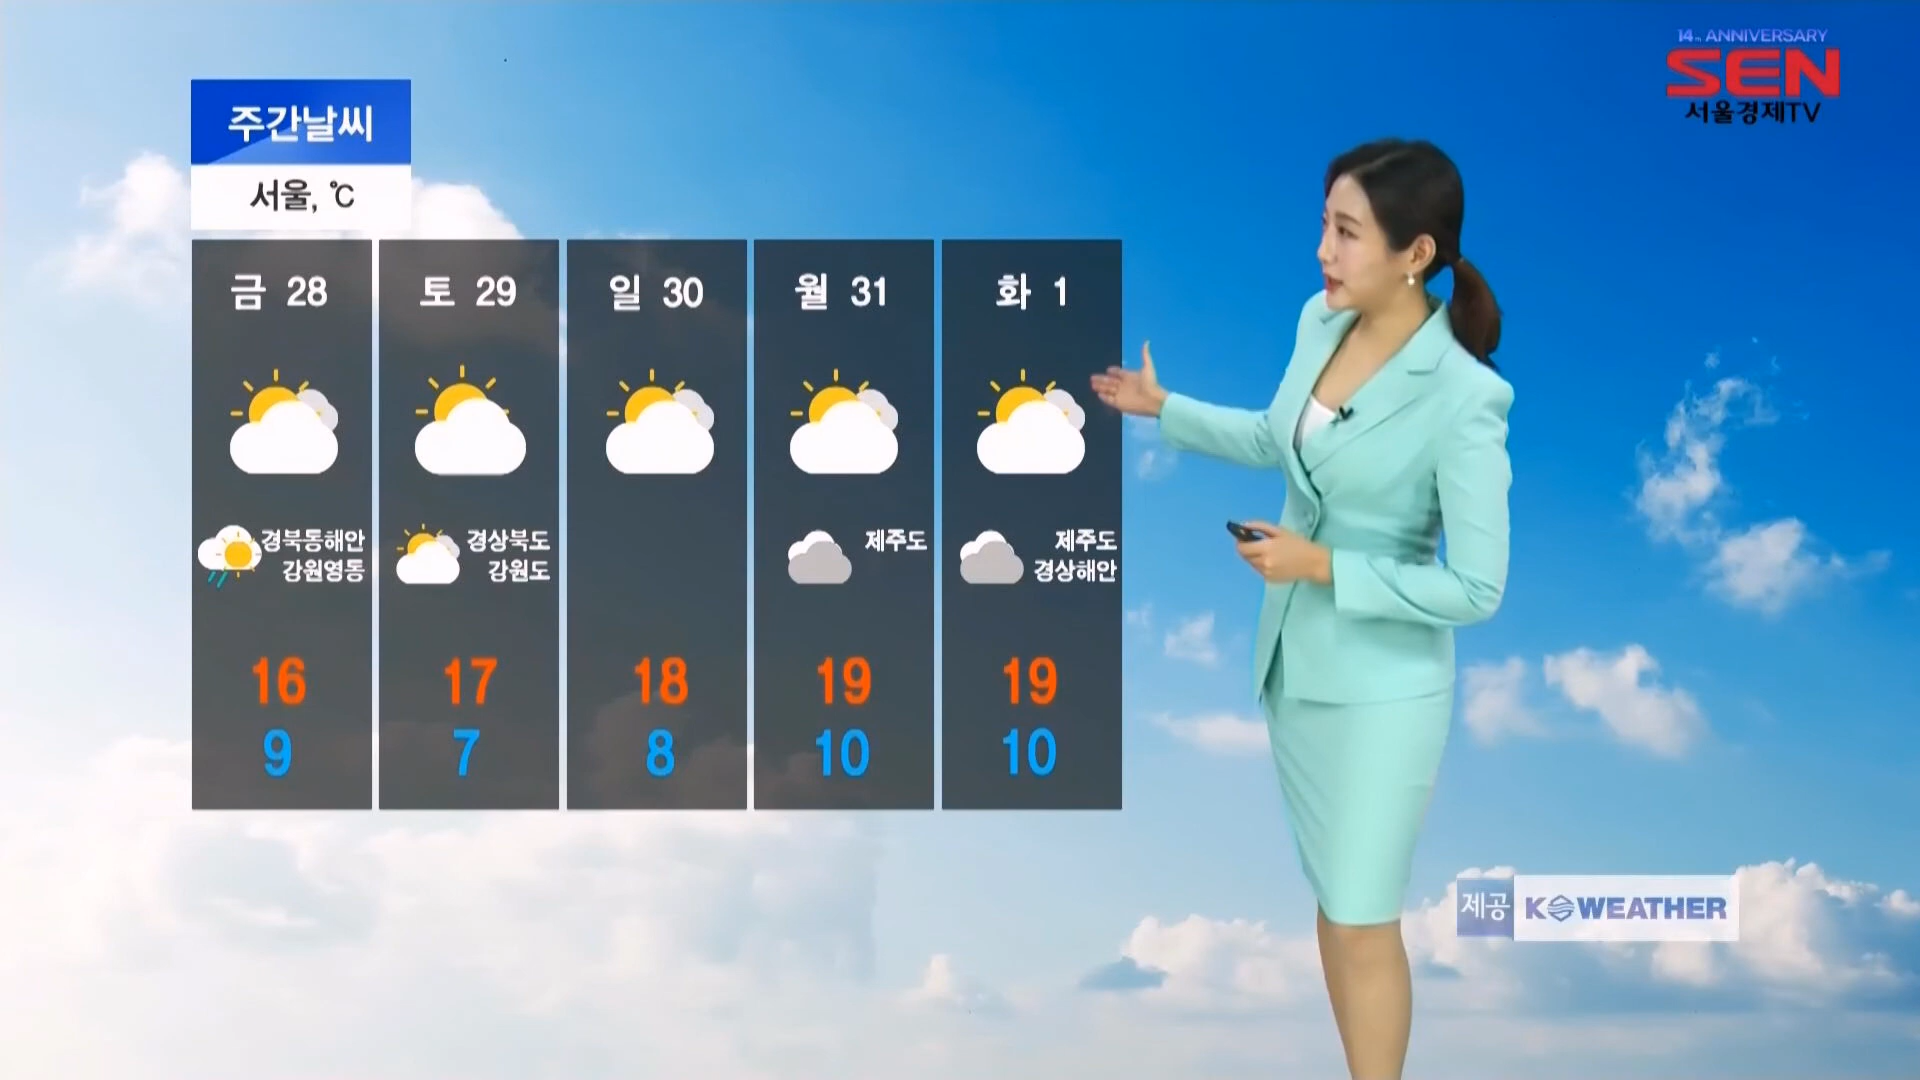 14th ANNIVERSARY
SEN
서울경제TV
주간날씨
서울, ℃
금 28
토 29
일 30
월 31
화 1
경북동해안
강원영동
경상북도
강원도
제주도
제주도
경상해안
16
17
18
19
19
9
7
8
10
10
제공 KWEATHER